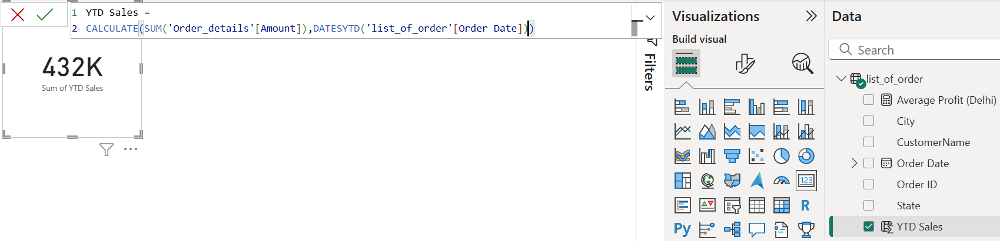 1 YTD Sales =
2 CALCULATE(SUM('Order_details'[Amount]),DATESYTD('list_of_order'[Order Date]))
432K
Sum of YTD Sales
Filters
Visualizations
Build visual
123
R
Py
Data
Search
list_of_order
Average Profit (Delhi)
City
CustomerName
Order Date
Order ID
State
YTD Sales